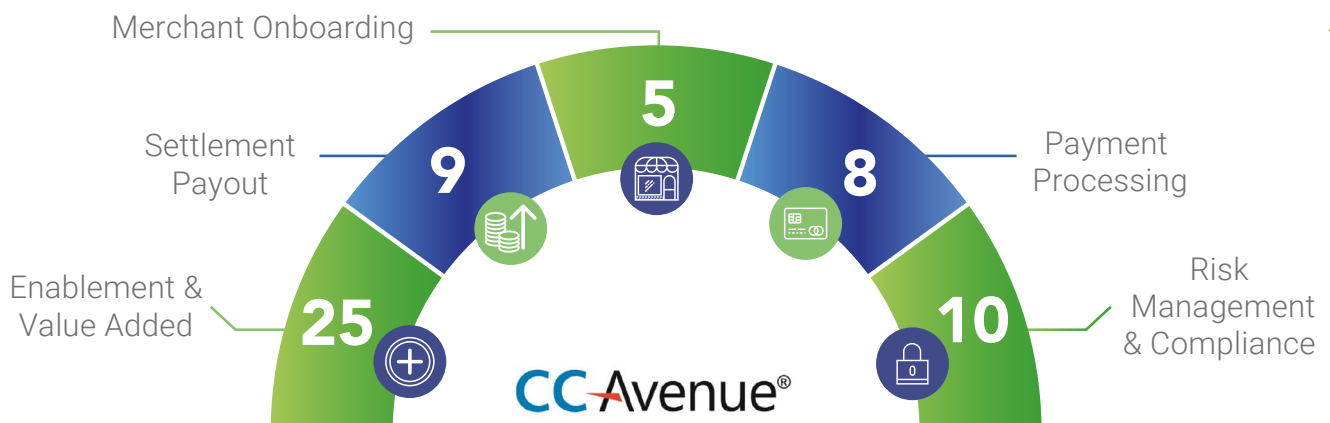 Merchant Onboarding
5
Settlement
Payout
9
8
Payment
Processing
Enablement &
Value Added
25
10
Risk
Management
& Compliance
CCAvenue®